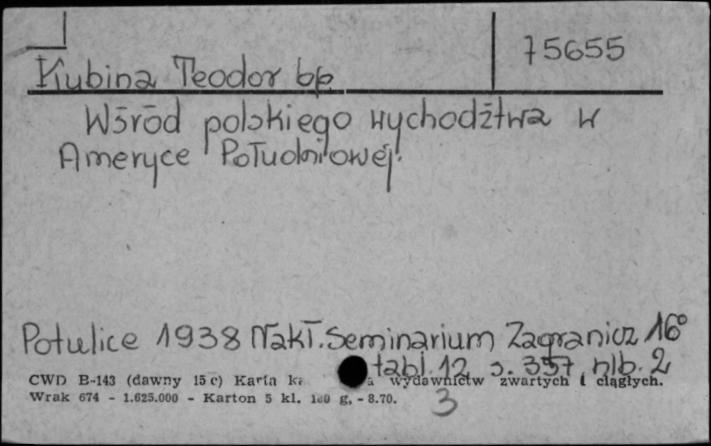 75655
Kubina Teodor bp
Wśród polskiego wychodźtwa w
Ameryce Południowej.
Potulice 1938 Nakł. Seminarium Zagranicz 16°
tabl. 12 s. 357, nlb. 2
CWD B-143 (dawny 15 c) Karta wydawnictw zwartych i ciągłych.
Wrak 674 - 1.625.000 - Karton 5 kl. g. - 8.70.
3